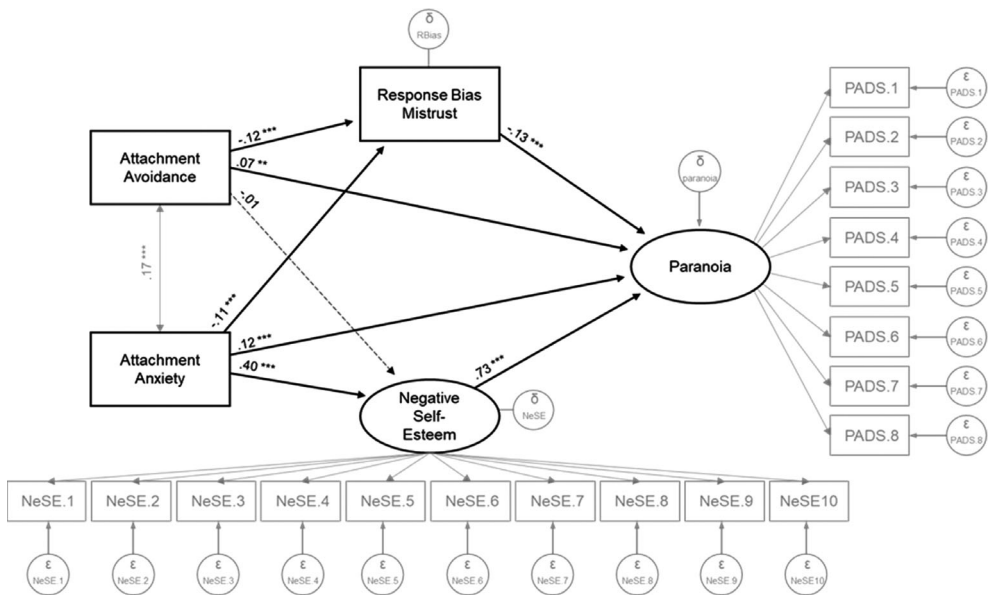 δ
RBias
Response Bias
Mistrust
Attachment
Avoidance
-.12 ***
.07 **
-.01
-.13 ***
δ
paranoia
Paranoia
.17 ***
-.11 ***
Attachment
Anxiety
.12 ***
.40 ***
.73 ***
Negative
Self-
Esteem
δ
NeSE
PADS.1
ε
PADS.1
PADS.2
ε
PADS.2
PADS.3
ε
PADS.3
PADS.4
ε
PADS.4
PADS.5
ε
PADS.5
PADS.6
ε
PADS.6
PADS.7
ε
PADS.7
PADS.8
ε
PADS.8
NeSE.1
NeSE.2
NeSE.3
NeSE.4
NeSE.5
NeSE.6
NeSE.7
NeSE.8
NeSE.9
NeSE10
ε
NeSE.1
ε
NeSE.2
ε
NeSE.3
ε
NeSE.4
ε
NeSE.5
ε
NeSE.6
ε
NeSE.7
ε
NeSE.8
ε
NeSE.9
ε
NeSE10